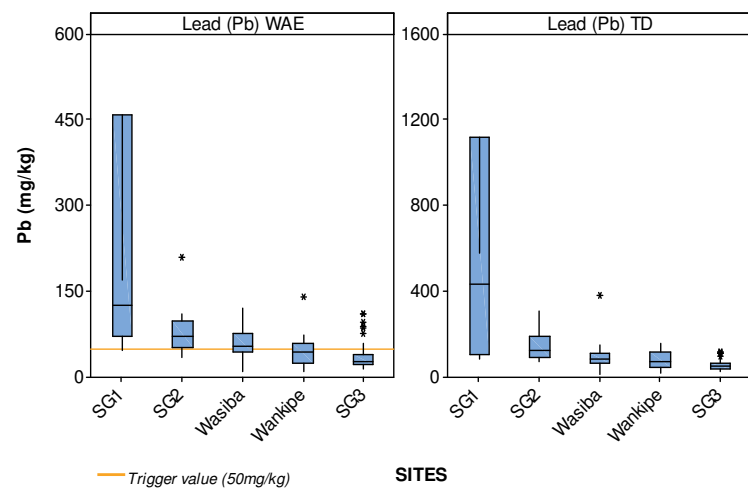 Lead (Pb) WAE
Lead (Pb) TD
600
450
300
150
0
1600
1200
800
400
0
Pb (mg/kg)
SG1
SG2
Wasiba
Wankipe
SG3
SG1
SG2
Wasiba
Wankipe
SG3
Trigger value (50mg/kg)
SITES